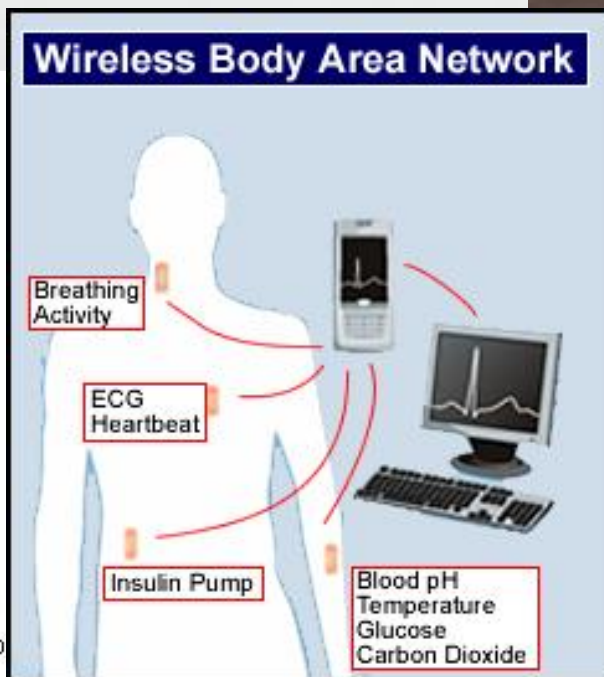 Wireless Body Area Network
Breathing
Activity
ECG
Heartbeat
Insulin Pump
Blood pH
Temperature
Glucose
Carbon Dioxide